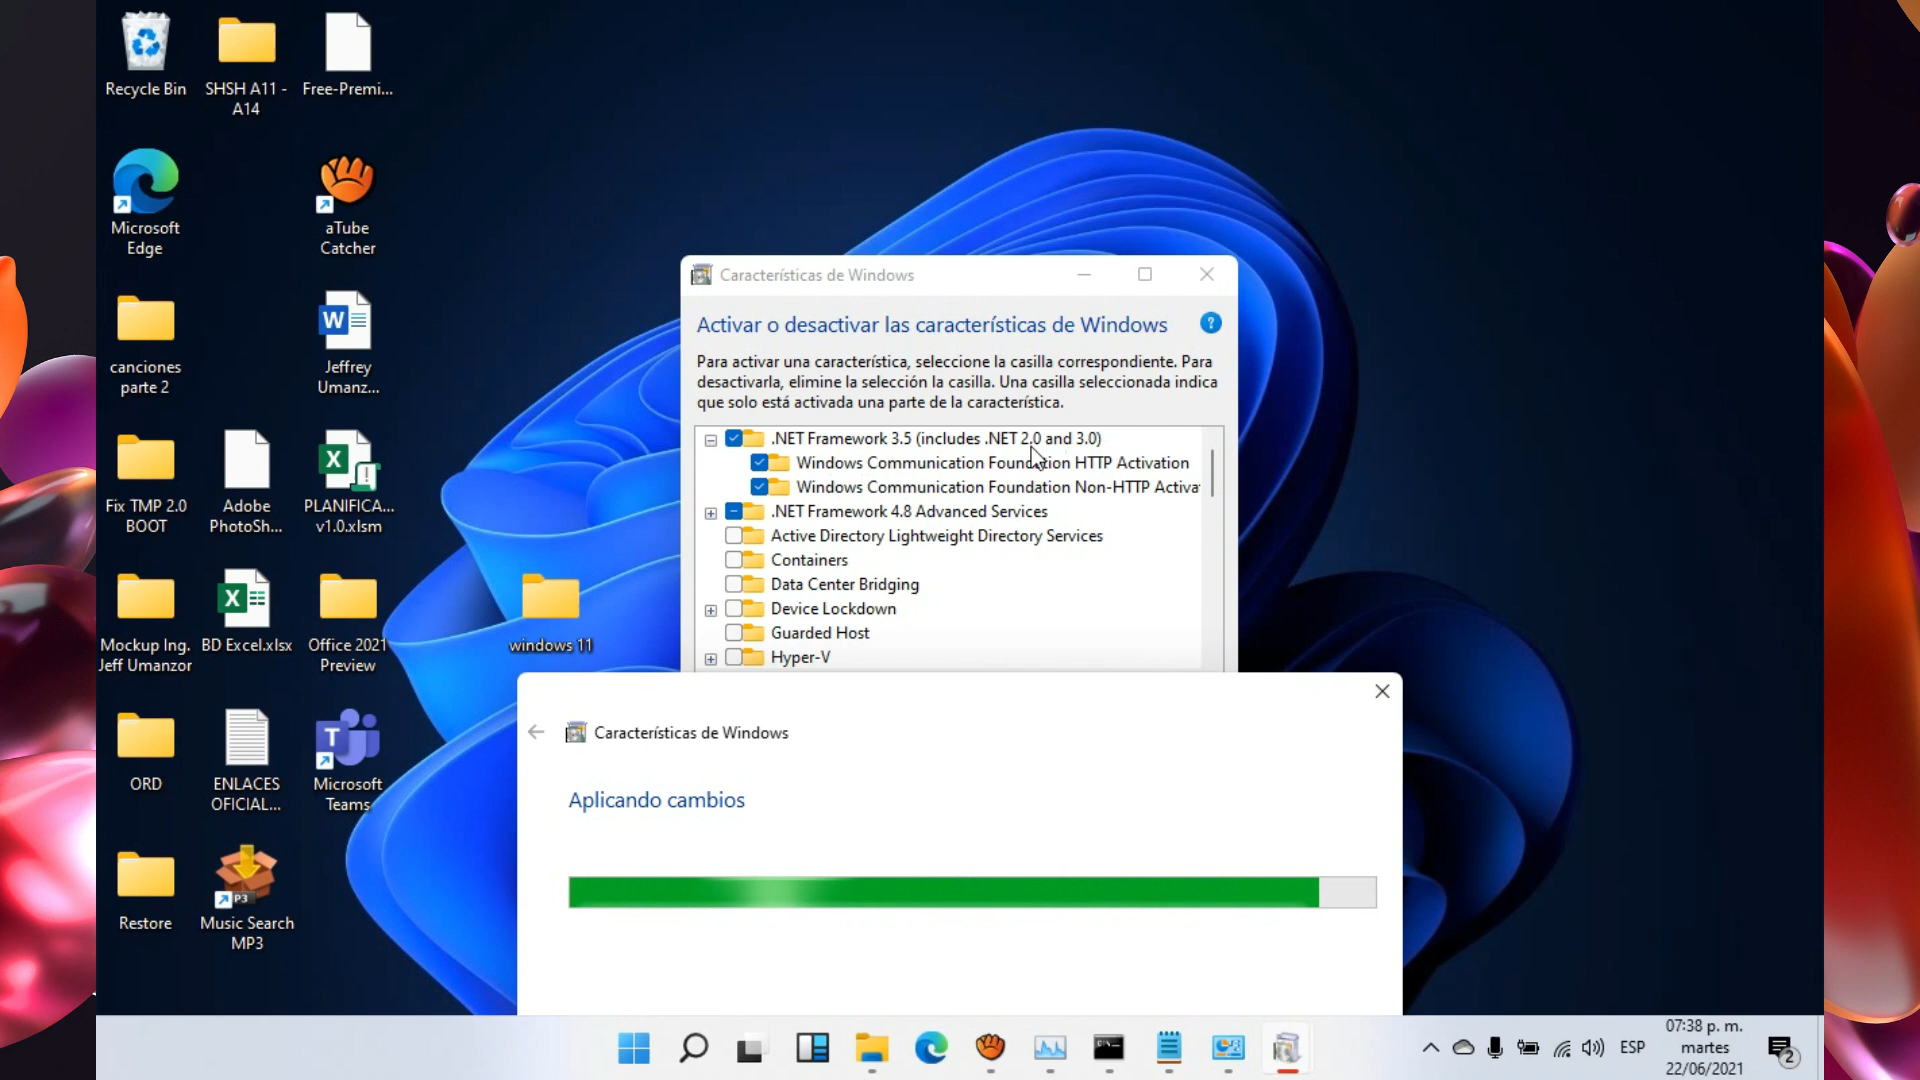 Recycle Bin
SHSH A11 -
A14
Free-Premi...
Microsoft
Edge
aTube
Catcher
canciones
parte 2
Jeffrey
Umanz...
Fix TMP 2.0
BOOT
Adobe
PhotoSh...
PLANIFICA...
v1.0.xlsm
Mockup Ing.
Jeff Umanzor
BD Excel.xlsx
Office 2021
Preview
windows 11
ORD
ENLACES
OFICIAL...
Microsoft
Teams
Restore
Music Search
MP3
Características de Windows
Activar o desactivar las características de Windows
Para activar una característica, seleccione la casilla correspondiente. Para
desactivarla, elimine la selección la casilla. Una casilla seleccionada indica
que solo está activada una parte de la característica.
.NET Framework 3.5 (includes .NET 2.0 and 3.0)
Windows Communication Foundation HTTP Activation
Windows Communication Foundation Non-HTTP Activa
.NET Framework 4.8 Advanced Services
Active Directory Lightweight Directory Services
Containers
Data Center Bridging
Device Lockdown
Guarded Host
Hyper-V
Características de Windows
Aplicando cambios
ESP
07:38 p. m.
martes
22/06/2021
2